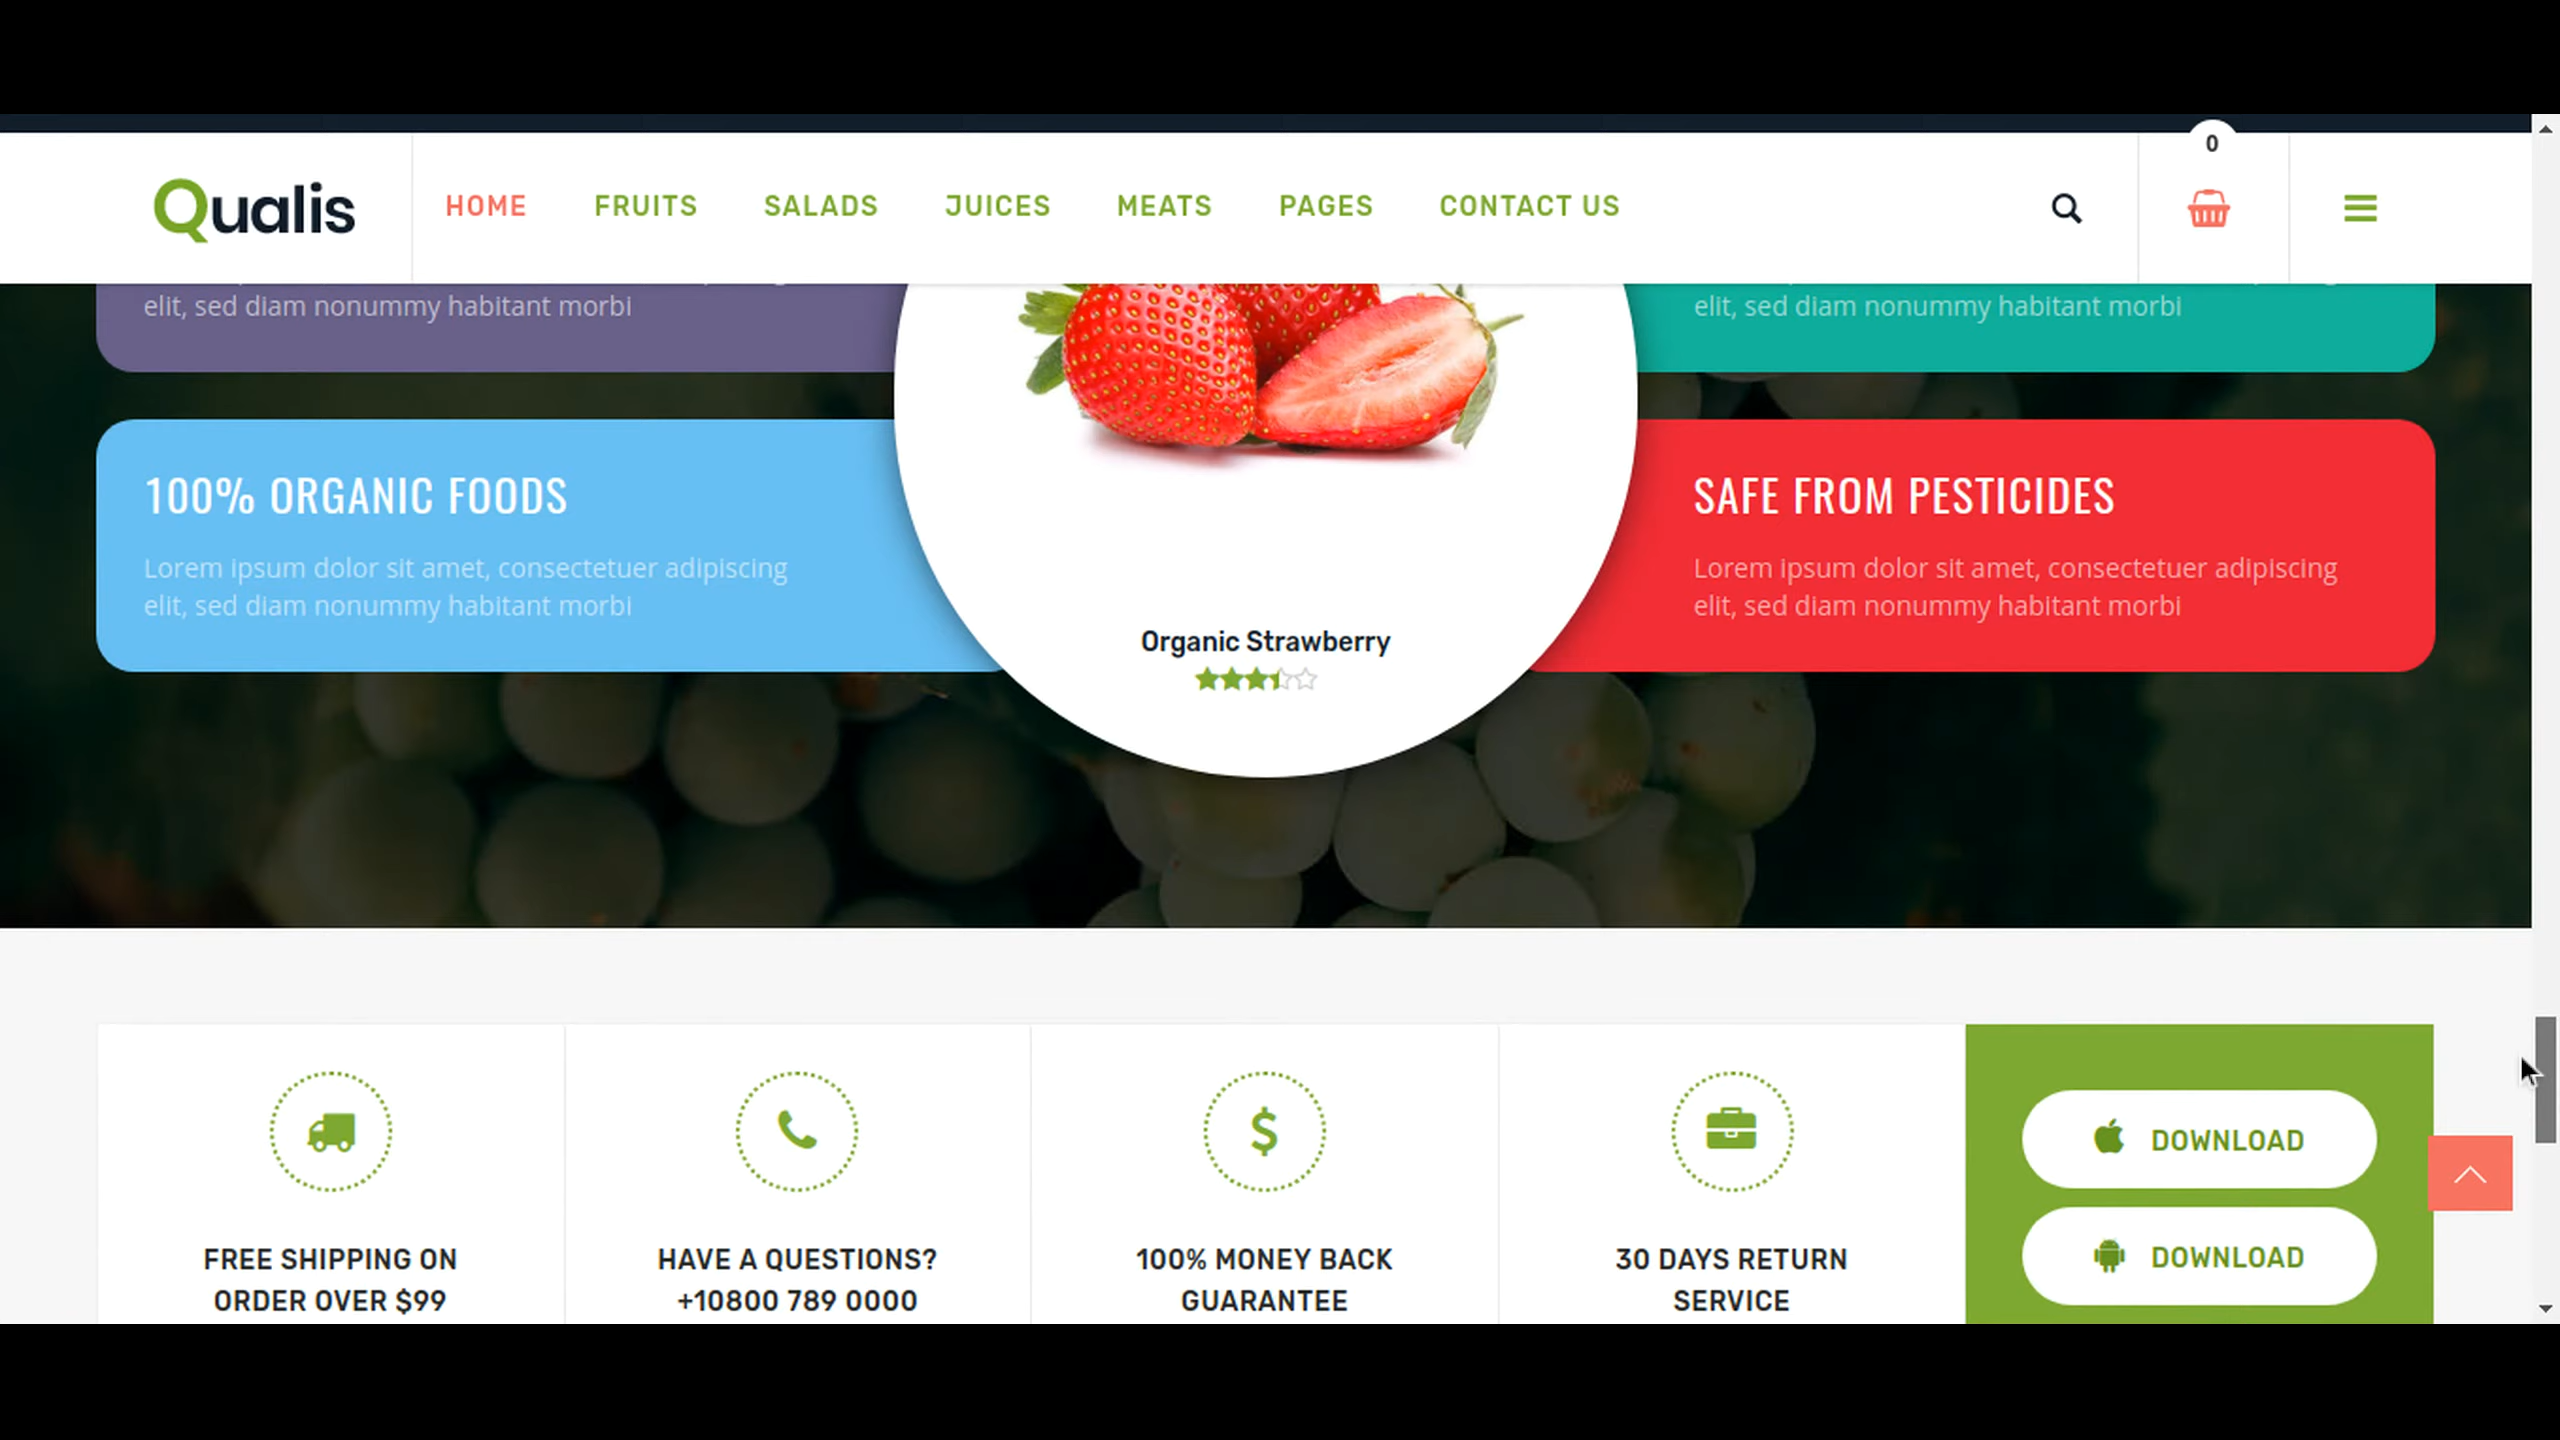 Qualis
HOME
FRUITS
SALADS
JUICES
MEATS
PAGES
CONTACT US
0
elit, sed diam nonummy habitant morbi
elit, sed diam nonummy habitant morbi
100% ORGANIC FOODS
Lorem ipsum dolor sit amet, consectetuer adipiscing
elit, sed diam nonummy habitant morbi
Organic Strawberry
SAFE FROM PESTICIDES
Lorem ipsum dolor sit amet, consectetuer adipiscing
elit, sed diam nonummy habitant morbi
FREE SHIPPING ON
ORDER OVER $99
HAVE A QUESTIONS?
+10800 789 0000
100% MONEY BACK
GUARANTEE
30 DAYS RETURN
SERVICE
DOWNLOAD
DOWNLOAD